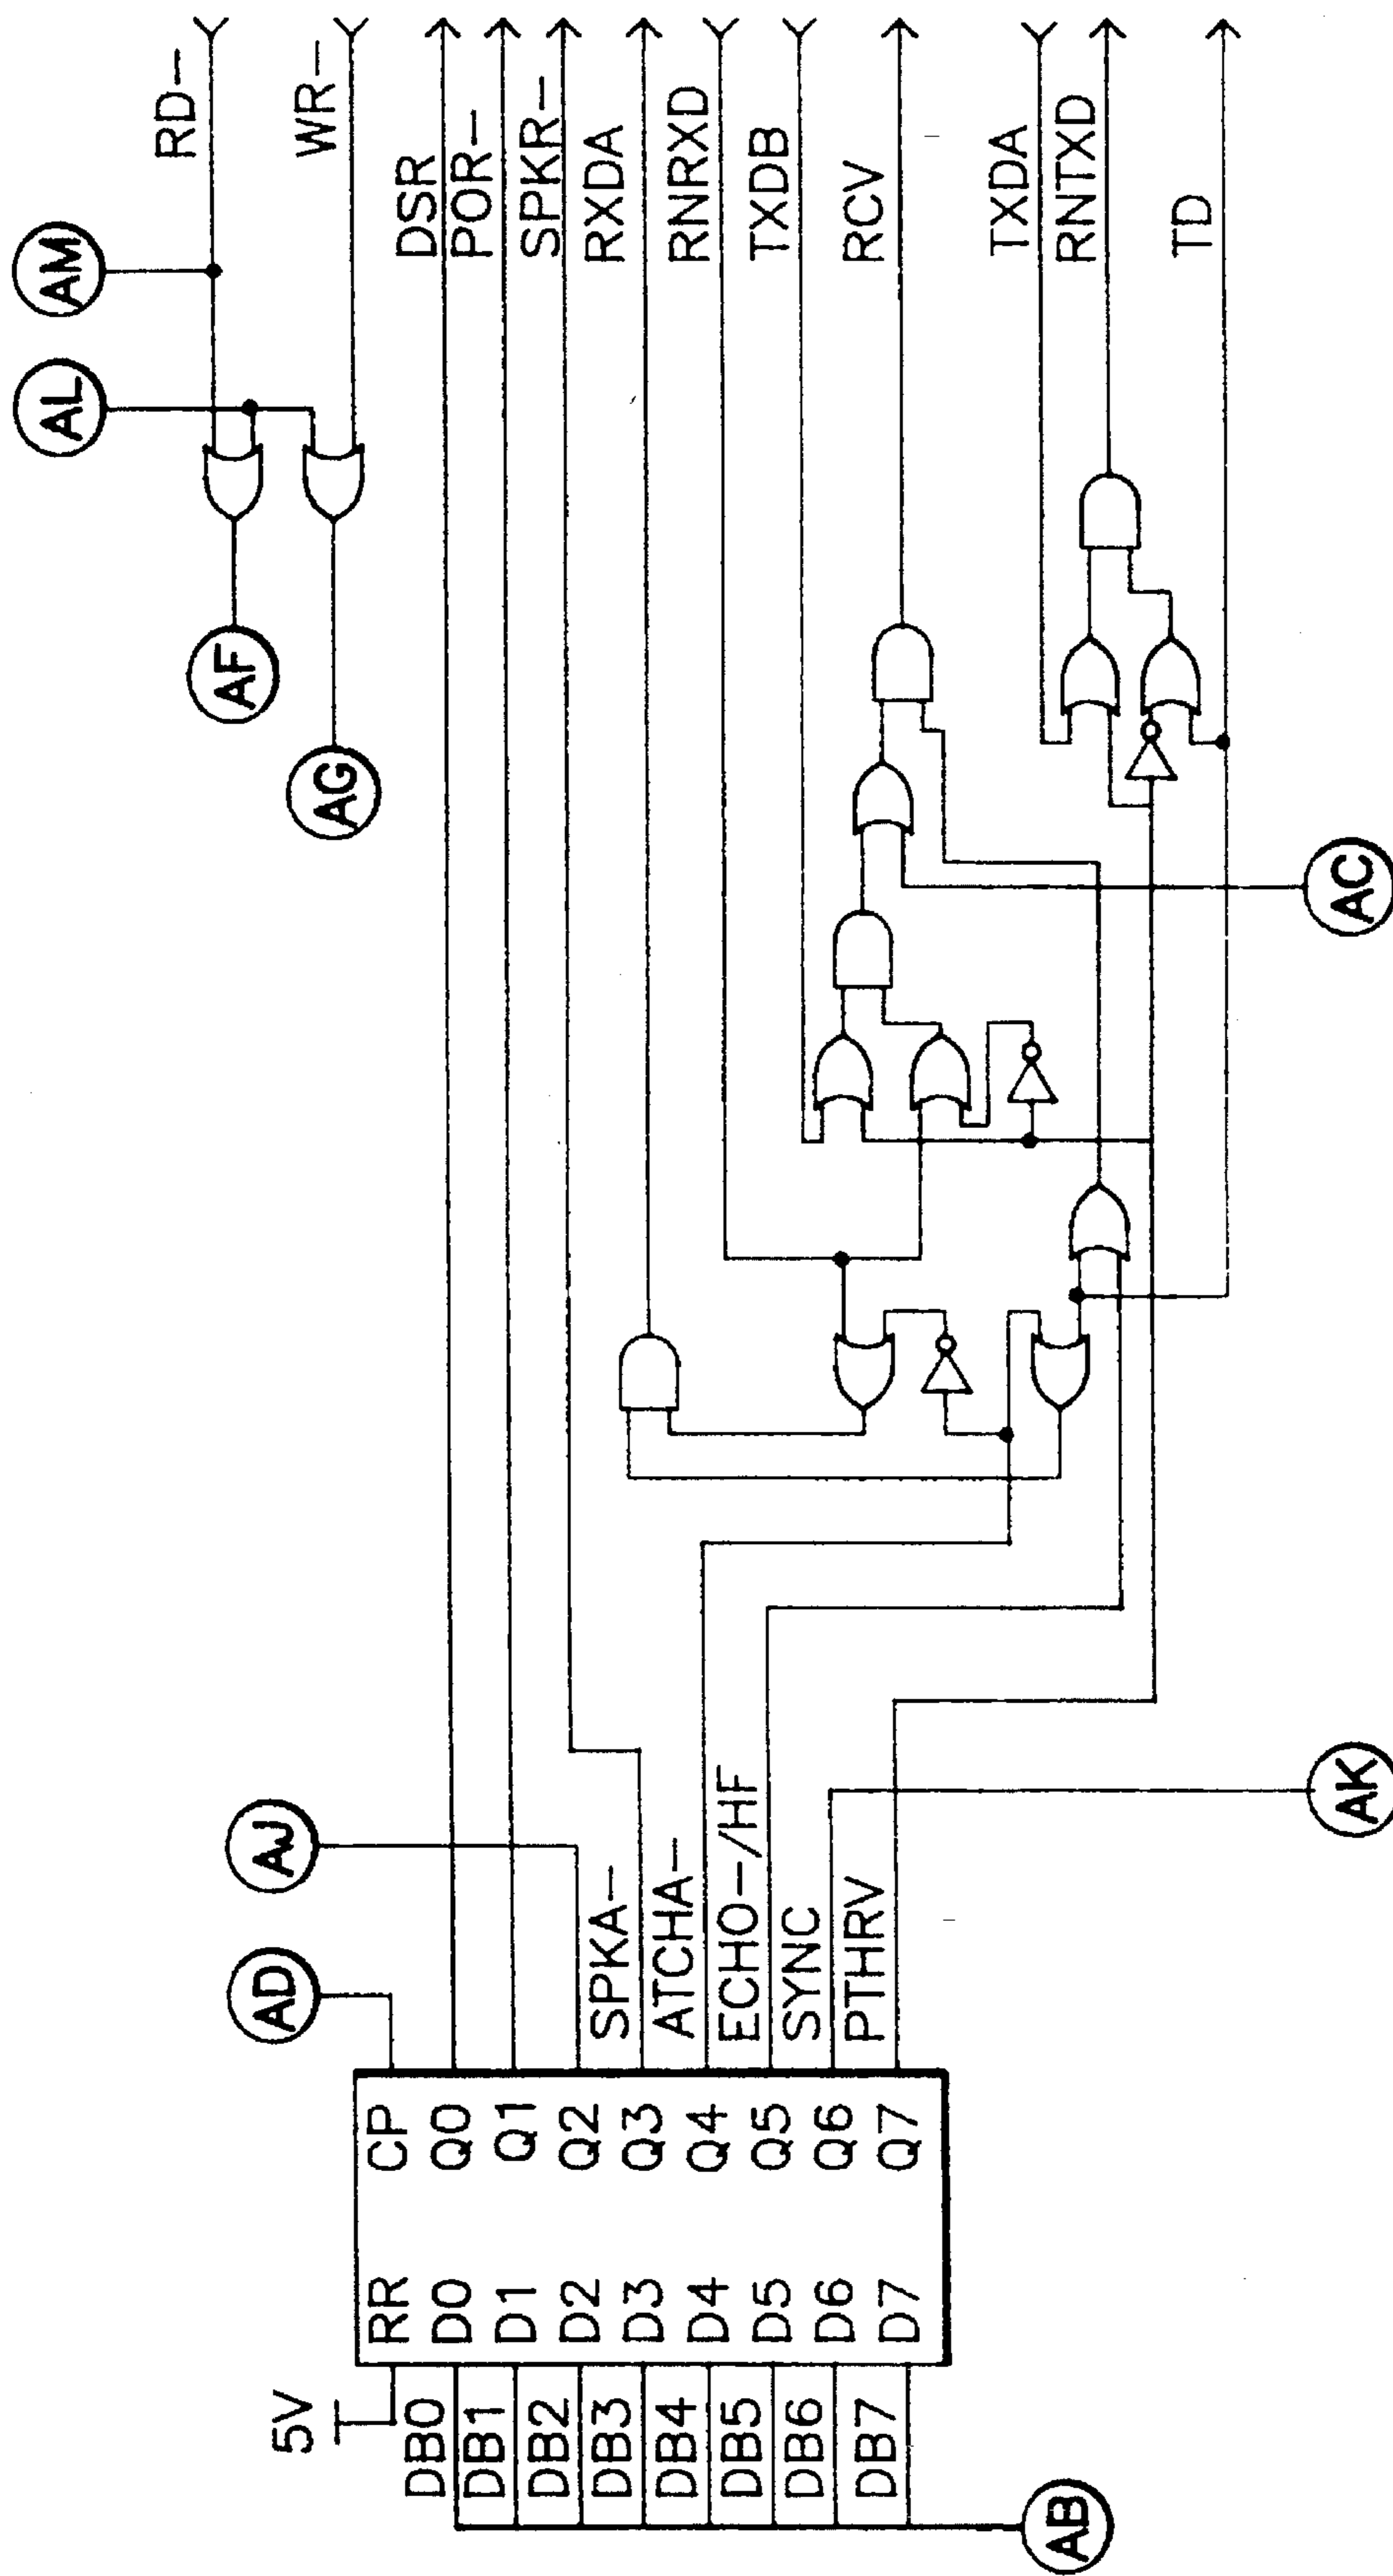 AM
AL
RD-
WR-
AF
AG
DSR
POR-
SPKR-
RXDA
RNRXD
TXDB
RCV
TXDA
RNTXD
TD
AC
AJ
AD
SPKA-
ATCHA-
ECHO-/HF
SYNC
PTHRV
AK
RR CP
D0 Q0
D1 Q1
D2 Q2
D3 Q3
D4 Q4
D5 Q5
D6 Q6
D7 Q7
5V
DB0
DB1
DB2
DB3
DB4
DB5
DB6
DB7
AB